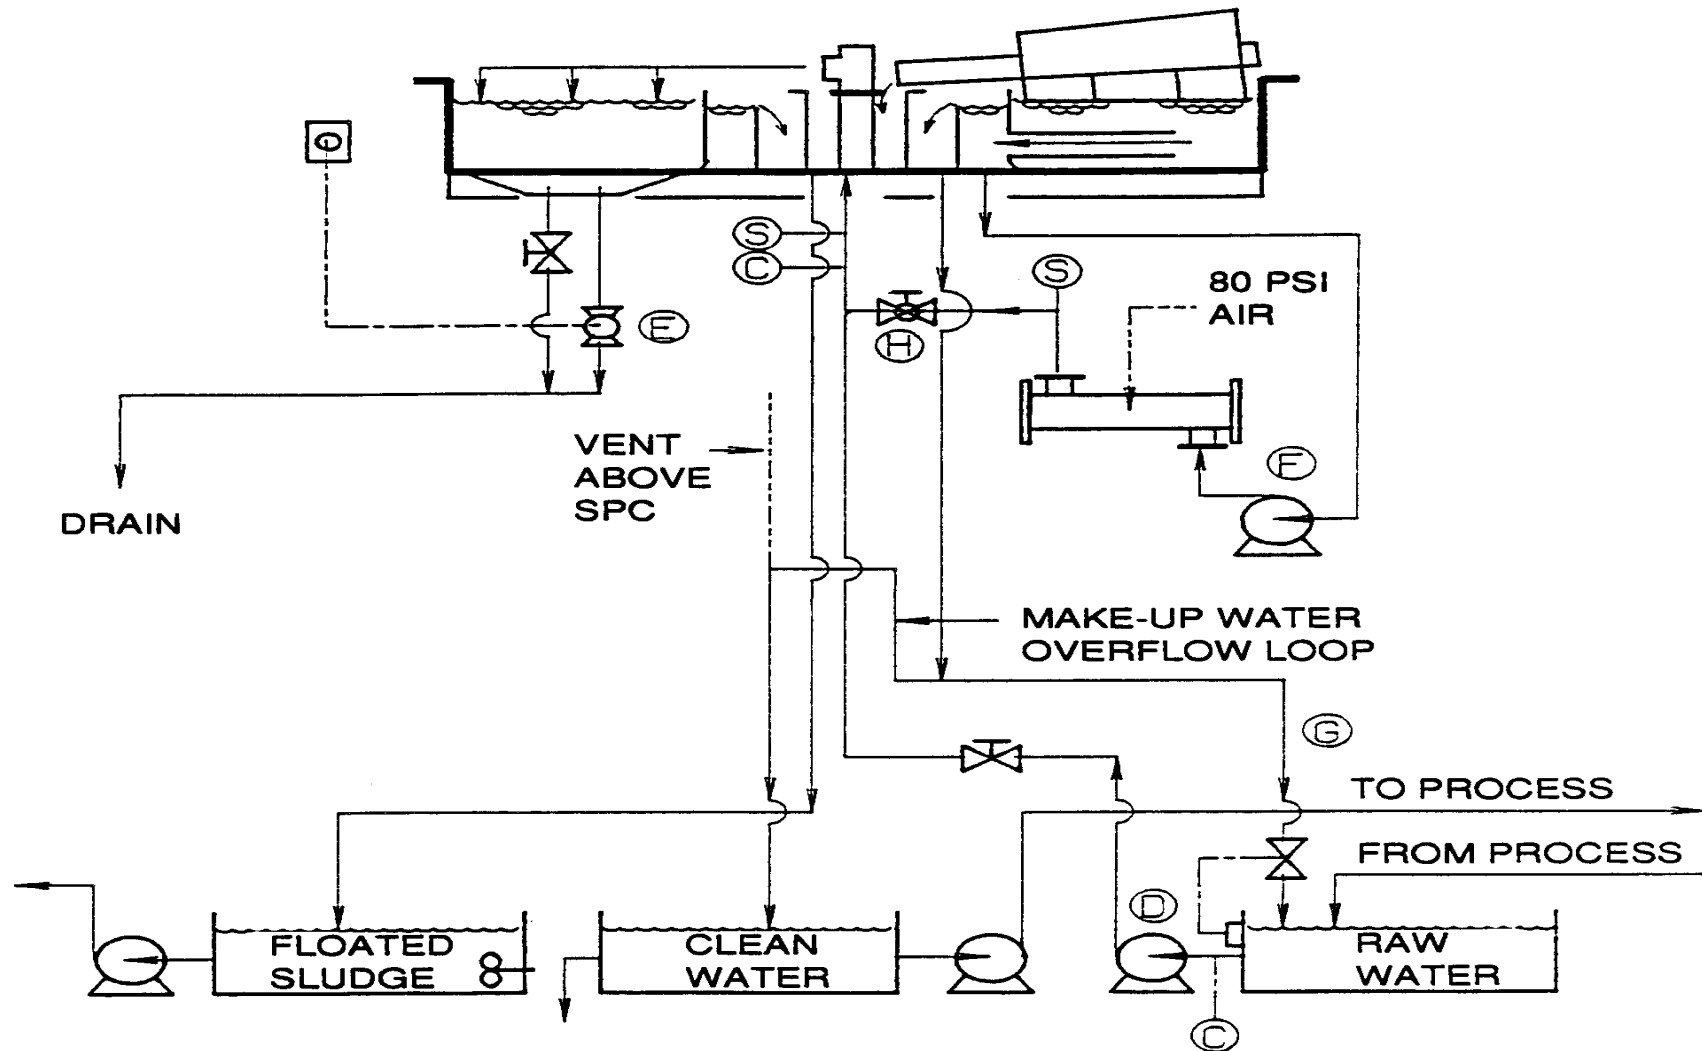 S
C
S
80 PSI
AIR
E
H
F
VENT
ABOVE
SPC
DRAIN
MAKE-UP WATER
OVERFLOW LOOP
G
TO PROCESS
FROM PROCESS
D
FLOATED
SLUDGE
CLEAN
WATER
RAW
WATER
C